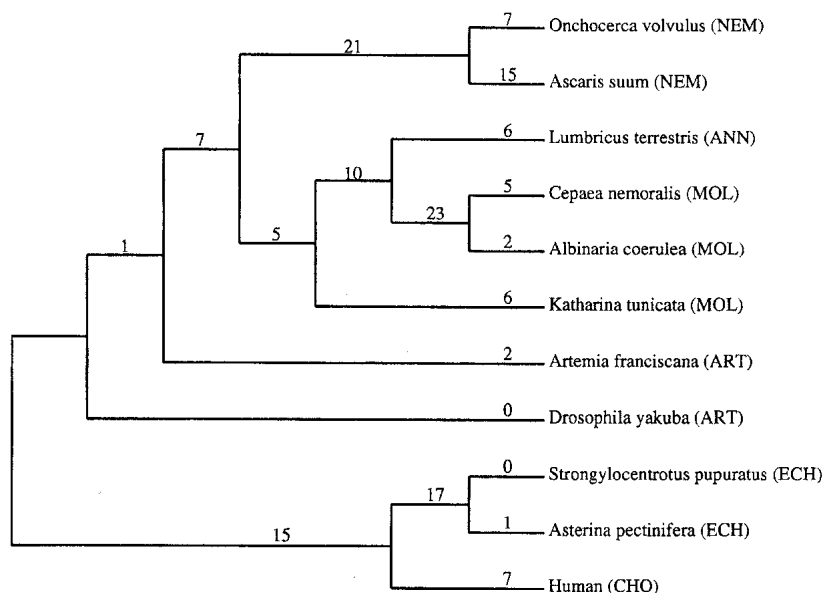 7 Onchocerca volvulus (NEM)
21
15 Ascaris suum (NEM)
6 Lumbricus terrestris (ANN)
7
10
5 Cepaea nemoralis (MOL)
23
5
2 Albinaria coerulea (MOL)
1
6 Katharina tunicata (MOL)
2 Artemia franciscana (ART)
0 Drosophila yakuba (ART)
0 Strongylocentrotus pupuratus (ECH)
17
1 Asterina pectinifera (ECH)
15
7 Human (CHO)